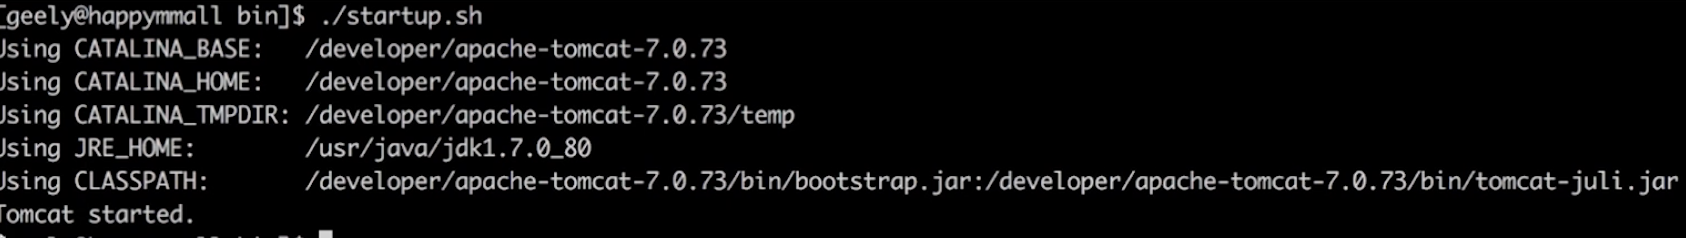 [geely@happymmall bin]$ ./startup.sh
Using CATALINA_BASE:   /developer/apache-tomcat-7.0.73
Using CATALINA_HOME:   /developer/apache-tomcat-7.0.73
Using CATALINA_TMPDIR: /developer/apache-tomcat-7.0.73/temp
Using JRE_HOME:        /usr/java/jdk1.7.0_80
Using CLASSPATH:       /developer/apache-tomcat-7.0.73/bin/bootstrap.jar:/developer/apache-tomcat-7.0.73/bin/tomcat-juli.jar
Tomcat started.